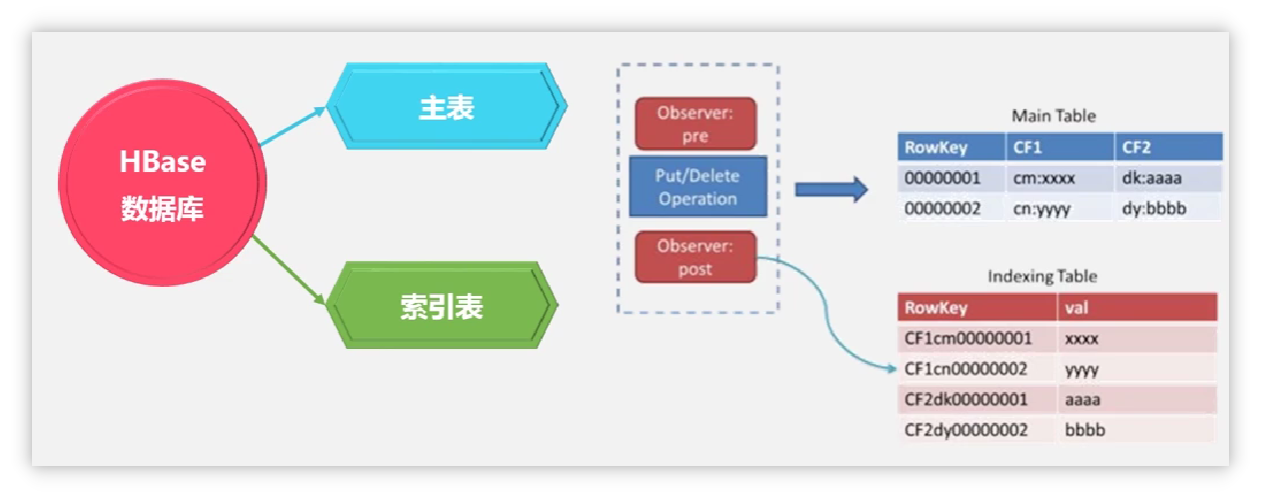 HBase
数据库
主表
索引表
Observer:
pre
Put/Delete
Operation
Observer:
post
Main Table
RowKey CF1 CF2
00000001 cm:xxxx dk:aaaa
00000002 cn:yyyy dy:bbbb
Indexing Table
RowKey val
CF1cm00000001 xxxx
CF1cn00000002 yyyy
CF2dk00000001 aaaa
CF2dy00000002 bbbb